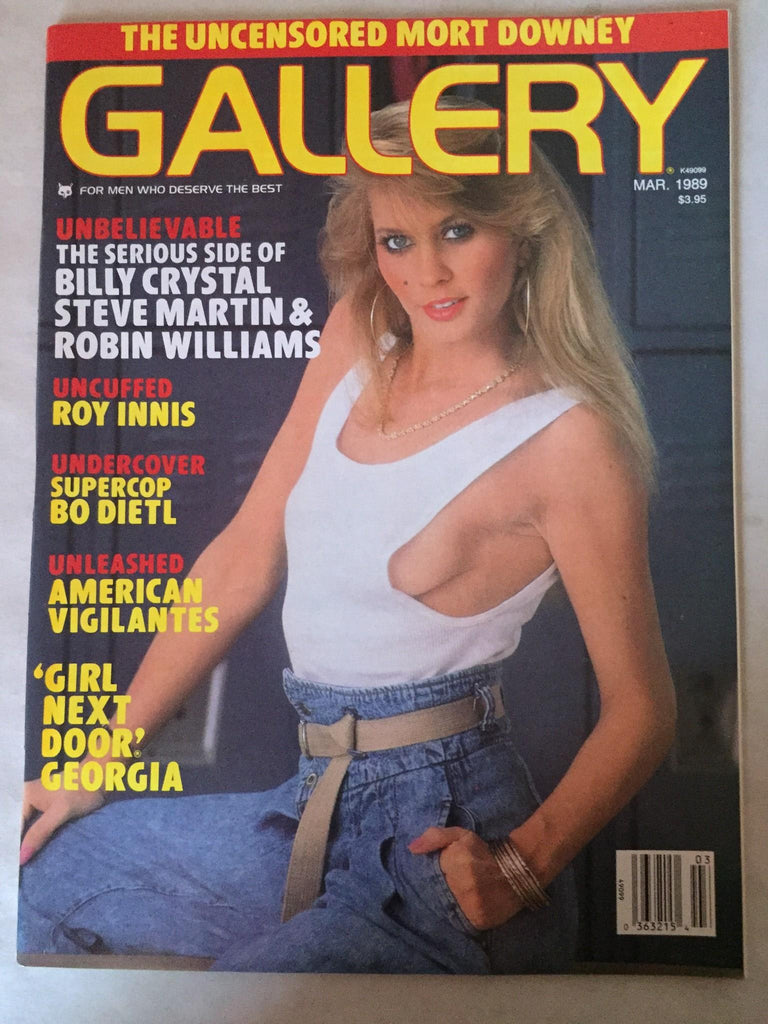 THE UNCENSORED MORT DOWNEY
GALLERY
FOR MEN WHO DESERVE THE BEST
K49099
MAR. 1989
$3.95
UNBELIEVABLE
THE SERIOUS SIDE OF
BILLY CRYSTAL
STEVE MARTIN &
ROBIN WILLIAMS
UNCUFFED
ROY INNIS
UNDERCOVER
SUPERCOP
BO DIETL
UNLEASHED
AMERICAN
VIGILANTES
‘GIRL
NEXT
DOOR’
GEORGIA
03
49099
0 363215 4